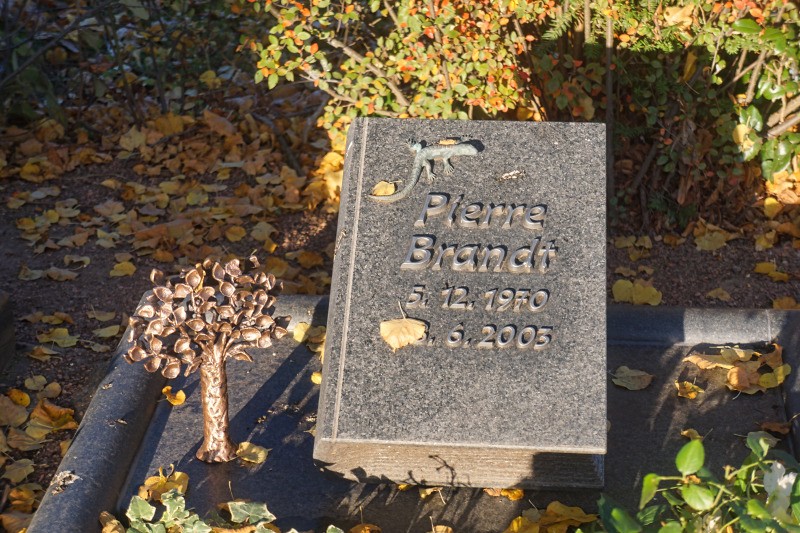 Pierre
Brandt
5. 12. 1970
. 6. 2003